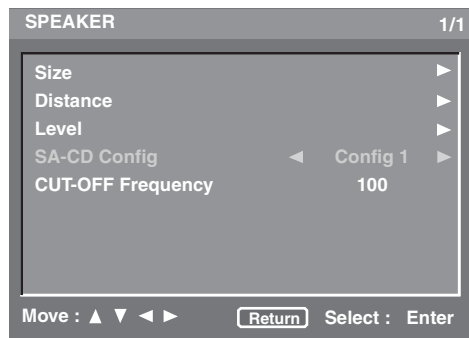 SPEAKER 1/1
Size ►
Distance ►
Level ►
SA-CD Config ◄ Config 1 ►
CUT-OFF Frequency 100
Move : ▲ ▼ ◄ ► Return Select : Enter